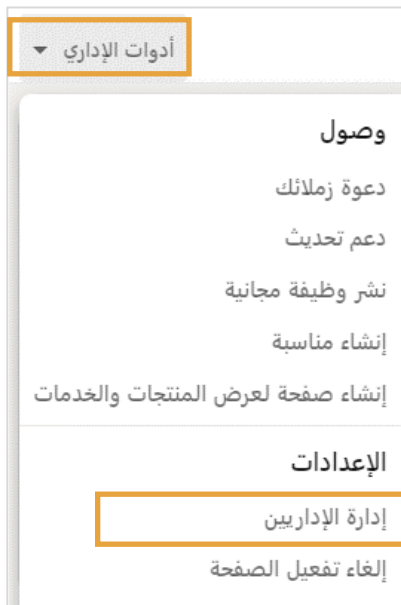 أدوات الإداري
وصول
دعوة زملائك
دعم تحديث
نشر وظيفة مجانية
إنشاء مناسبة
إنشاء صفحة لعرض المنتجات والخدمات
الإعدادات
إدارة الإداريين
إلغاء تفعيل الصفحة